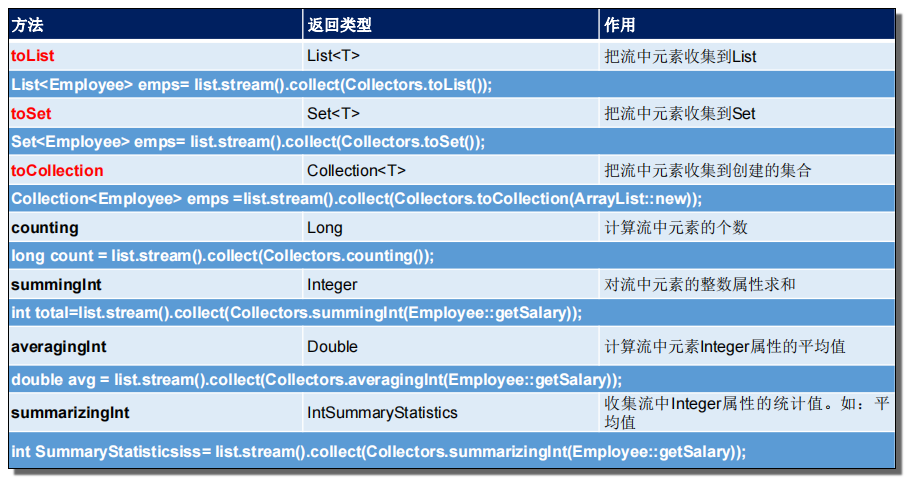 方法 返回类型 作用
toList List<T> 把流中元素收集到List
List<Employee> emps= list.stream().collect(Collectors.toList());
toSet Set<T> 把流中元素收集到Set
Set<Employee> emps= list.stream().collect(Collectors.toSet());
toCollection Collection<T> 把流中元素收集到创建的集合
Collection<Employee> emps =list.stream().collect(Collectors.toCollection(ArrayList::new));
counting Long 计算流中元素的个数
long count = list.stream().collect(Collectors.counting());
summingInt Integer 对流中元素的整数属性求和
int total=list.stream().collect(Collectors.summingInt(Employee::getSalary));
averagingInt Double 计算流中元素Integer属性的平均值
double avg = list.stream().collect(Collectors.averagingInt(Employee::getSalary));
summarizingInt IntSummaryStatistics 收集流中Integer属性的统计值。如：平
均值
int SummaryStatisticsiss= list.stream().collect(Collectors.summarizingInt(Employee::getSalary));